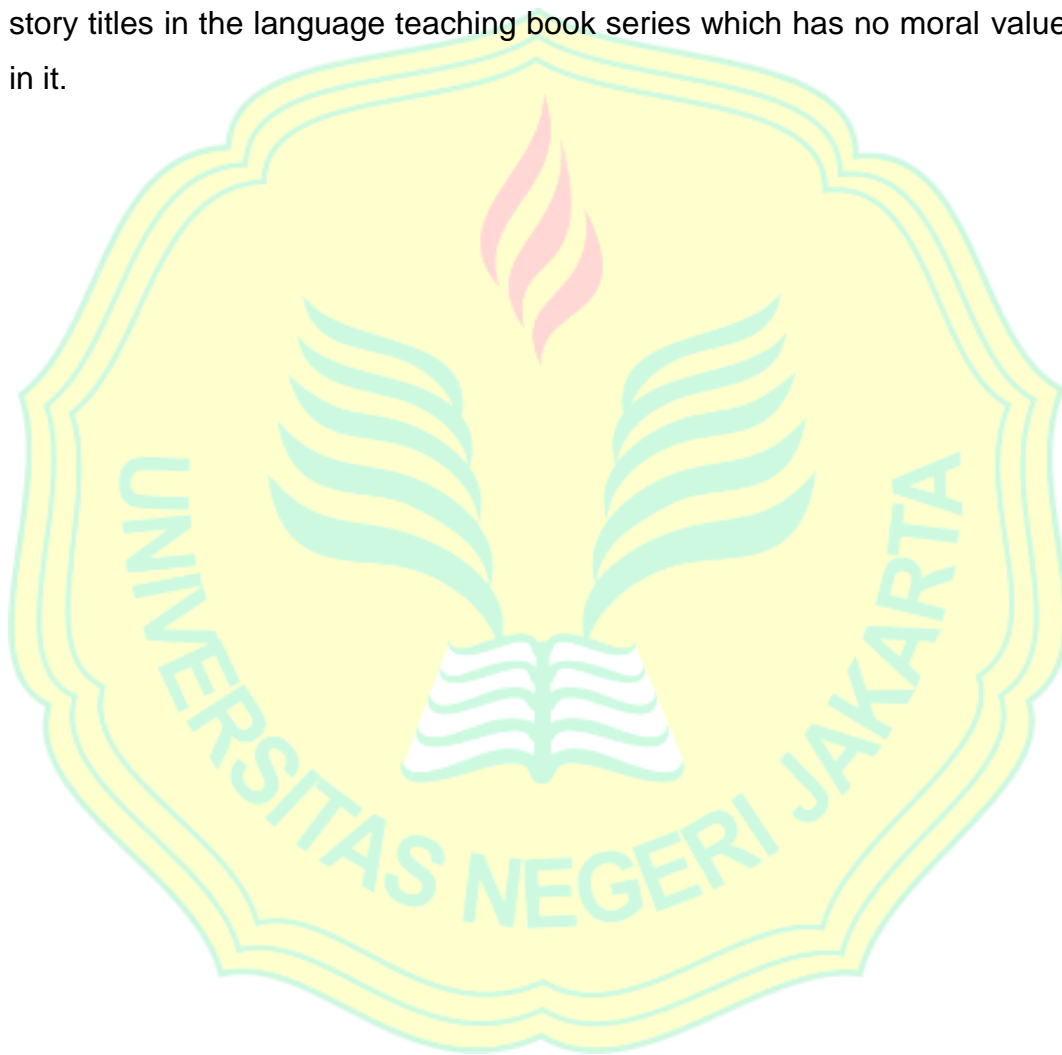 story titles in the language teaching book series which has no moral value
in it.
UNIVERSITAS NEGERI JAKARTA